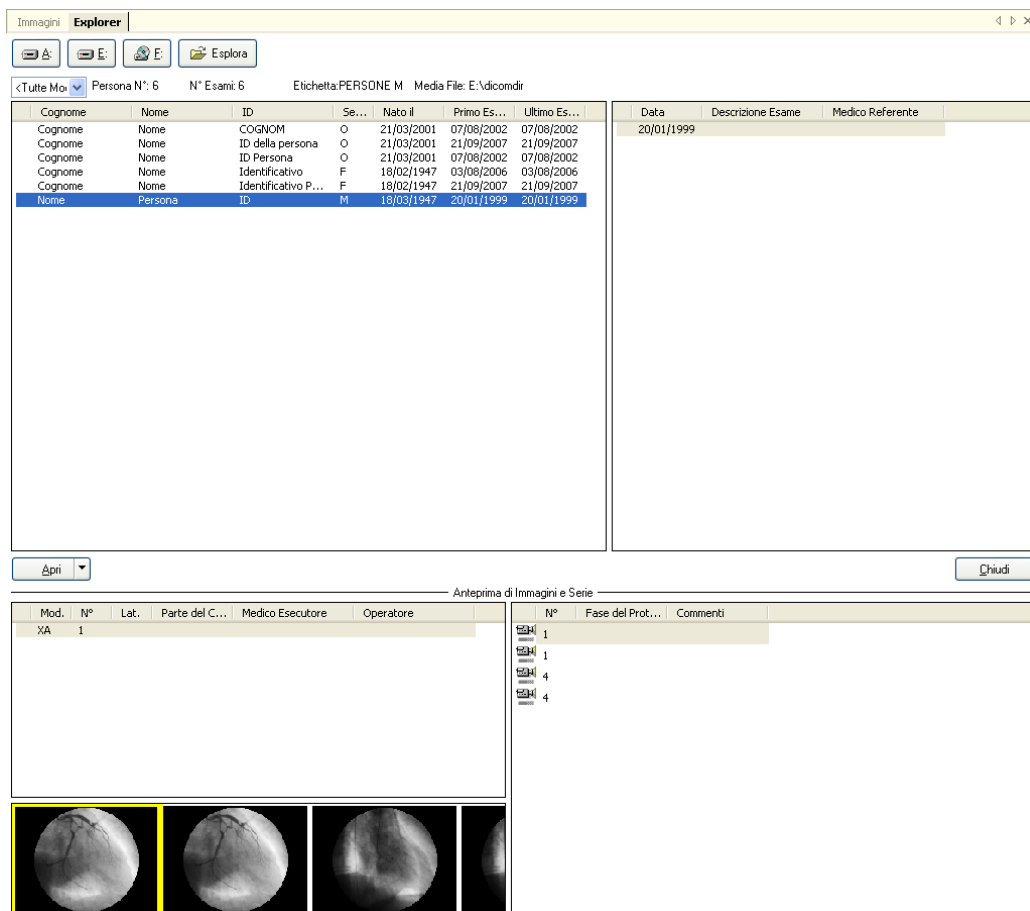 Immagini Explorer
A: E: F: Esplora
<Tutte Mo Persona N°: 6 N° Esami: 6 Etichetta:PERSONE M Media File: E:\dicomdir
Cognome Nome ID Se... Nato il Primo Es... Ultimo Es... Data Descrizione Esame Medico Referente
Cognome Nome COGNOM O 21/03/2001 07/08/2002 07/08/2002 20/01/1999
Cognome Nome ID della persona O 21/03/2001 21/09/2007 21/09/2007
Cognome Nome ID Persona O 21/03/2001 07/08/2002 07/08/2002
Cognome Nome Identificativo F 18/02/1947 03/08/2006 03/08/2006
Cognome Nome Identificativo P... F 18/02/1947 21/09/2007 21/09/2007
Nome Persona ID M 18/03/1947 20/01/1999 20/01/1999
Apri Chiudi
Anteprima di Immagini e Serie
Mod. N° Lat. Parte del C... Medico Esecutore Operatore N° Fase del Prot... Commenti
XA 1 1
1
4
4